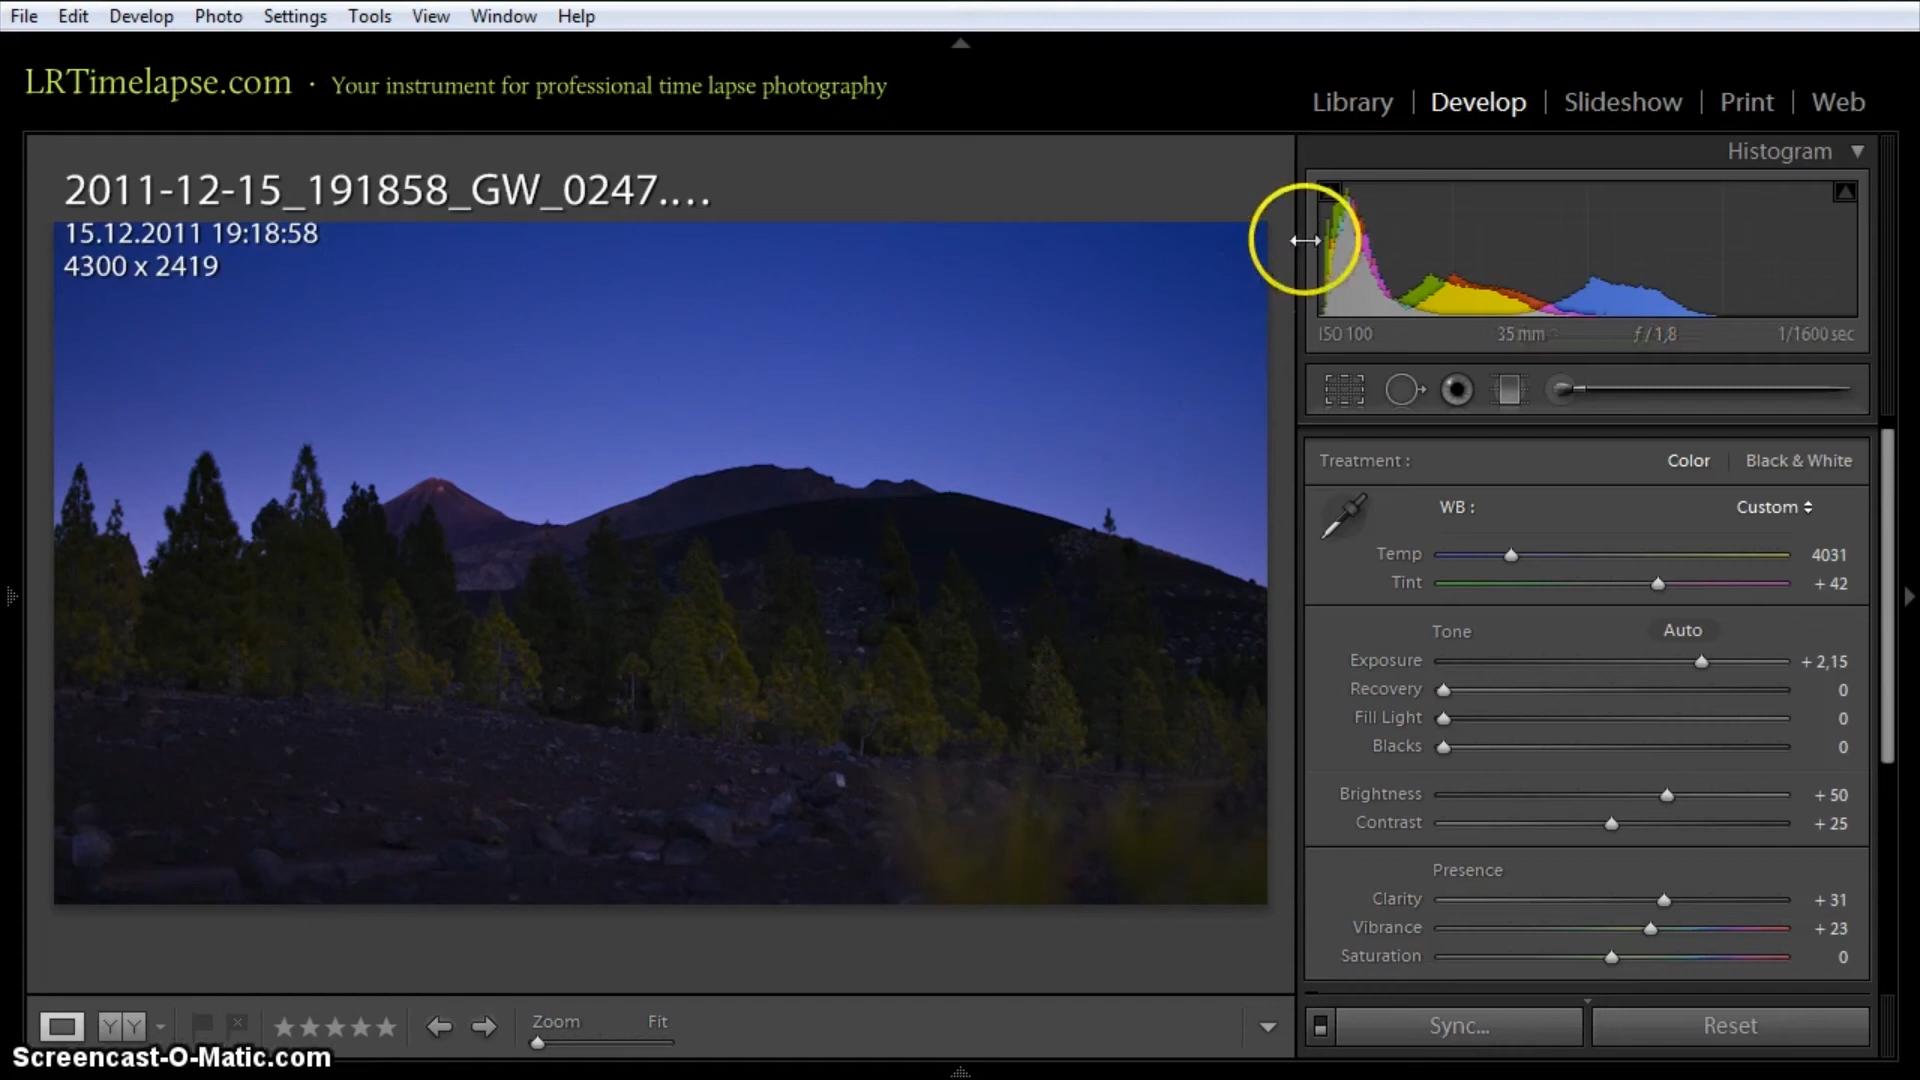 File Edit Develop Photo Settings Tools View Window Help
LRTimelapse.com · Your instrument for professional time lapse photography
Library | Develop | Slideshow | Print | Web
Histogram
2011-12-15_191858_GW_0247....
15.12.2011 19:18:58
4300 x 2419
ISO 100 35 mm f / 1,8 1/1600 sec
Treatment : Color Black & White
WB : Custom
Temp 4031
Tint + 42
Tone Auto
Exposure + 2,15
Recovery 0
Fill Light 0
Blacks 0
Brightness + 50
Contrast + 25
Presence
Clarity + 31
Vibrance + 23
Saturation 0
YY Zoom Fit
Sync... Reset
Screencast-O-Matic.com